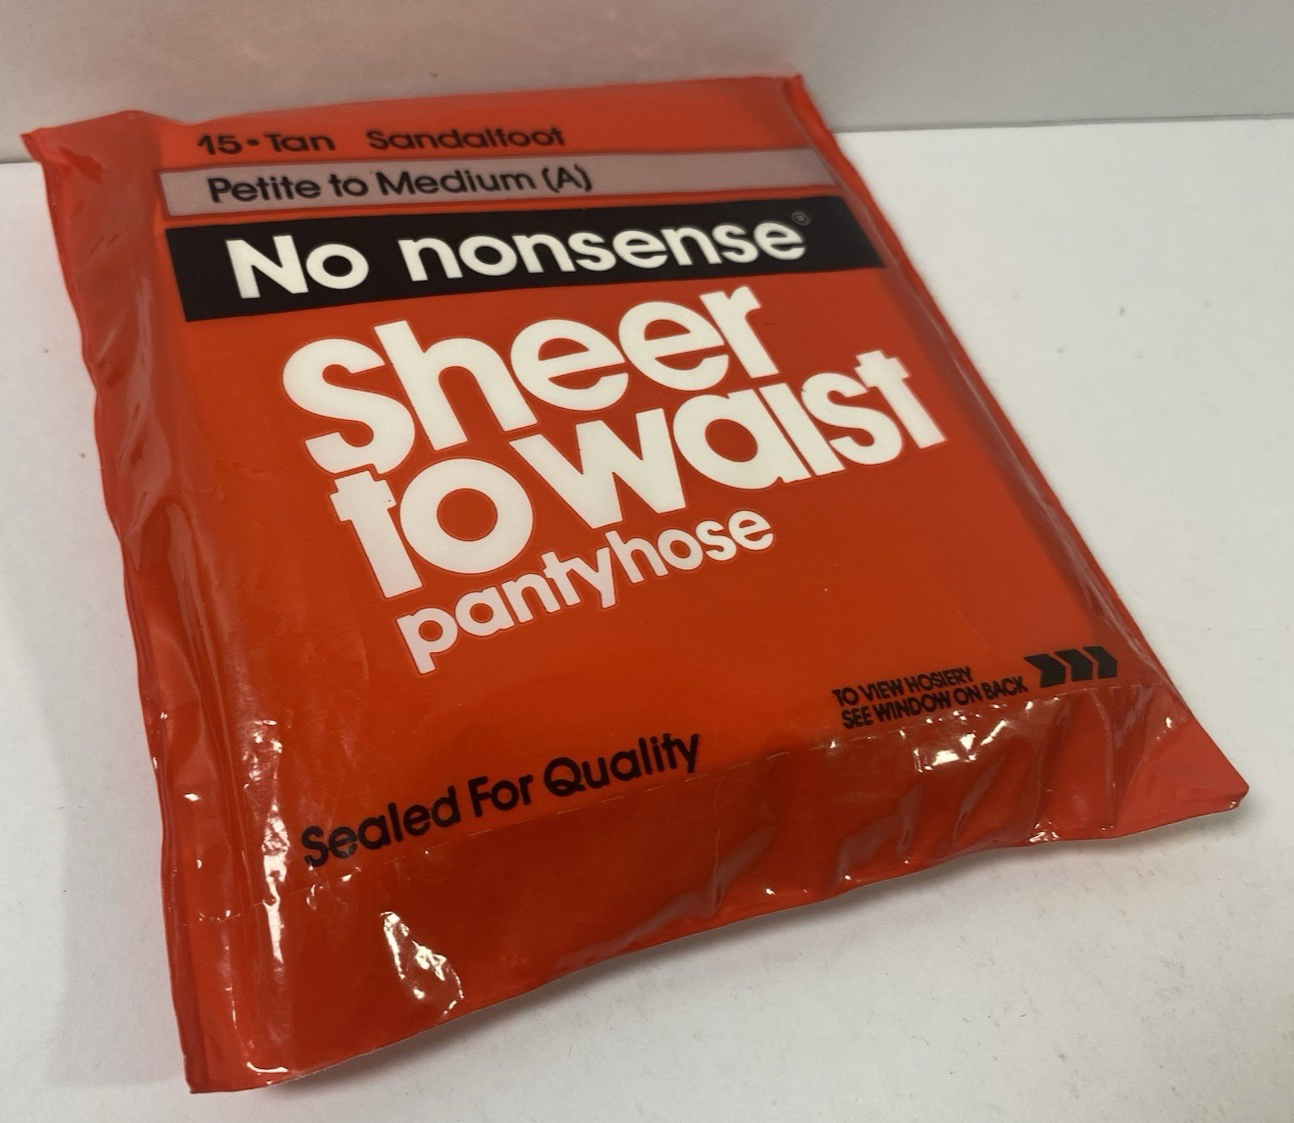 15•Tan Sandalfoot
Petite to Medium (A)
No nonsense®
Sheer
to waist
pantyhose
TO VIEW HOSIERY
SEE WINDOW ON BACK
Sealed For Quality